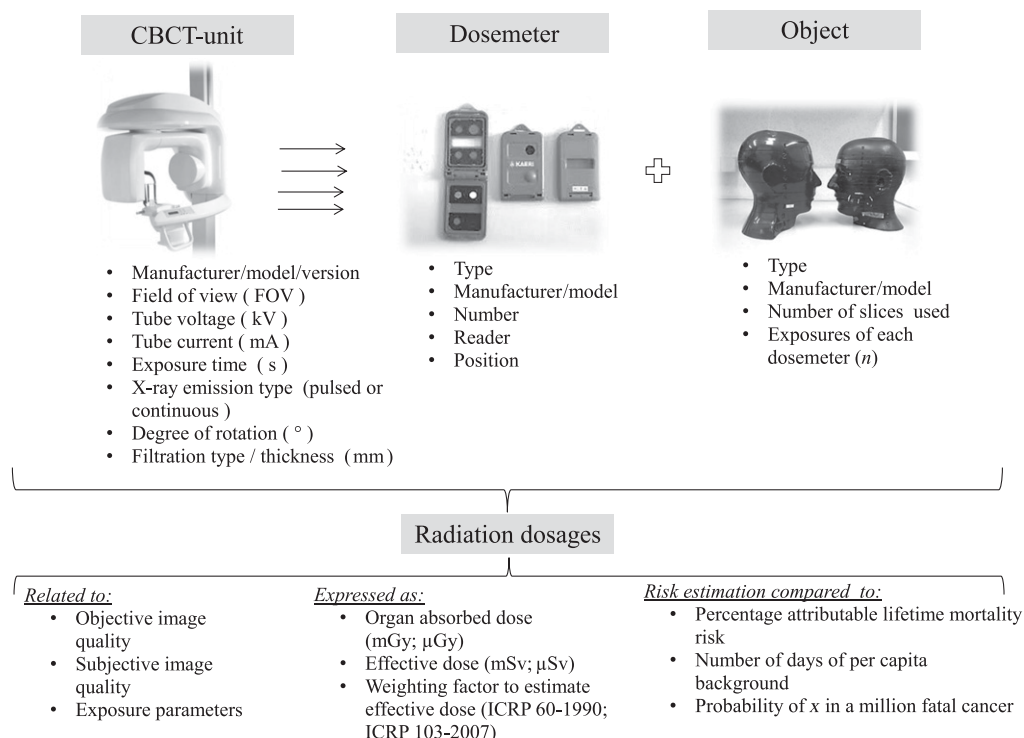 CBCT-unit
Dosemeter
Object
KAERI
• Manufacturer/model/version
• Field of view ( FOV )
• Tube voltage ( kV )
• Tube current ( mA )
• Exposure time ( s )
• X-ray emission type (pulsed or
continuous )
• Degree of rotation ( ° )
• Filtration type / thickness (mm)
• Type
• Manufacturer/model
• Number
• Reader
• Position
• Type
• Manufacturer/model
• Number of slices used
• Exposures of each
dosemeter (n)
Radiation dosages
Related to:
• Objective image
quality
• Subjective image
quality
• Exposure parameters
Expressed as:
• Organ absorbed dose
(mGy; µGy)
• Effective dose (mSv; µSv)
• Weighting factor to estimate
effective dose (ICRP 60-1990;
ICRP 103-2007)
Risk estimation compared to:
• Percentage attributable lifetime mortality
risk
• Number of days of per capita
background
• Probability of x in a million fatal cancer